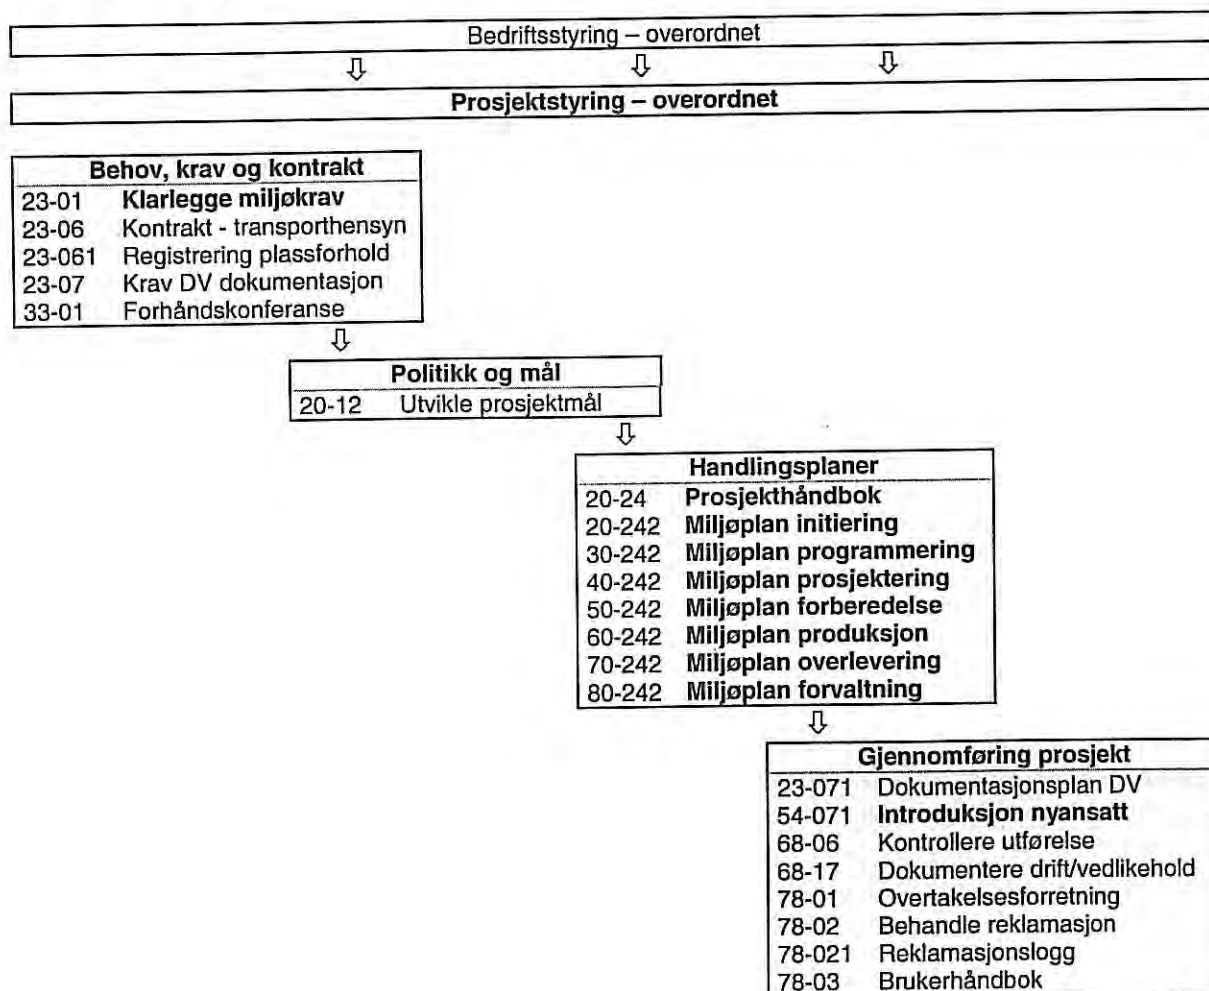 Bedriftsstyring – overordnet
Prosjektstyring – overordnet
Behov, krav og kontrakt
23-01 Klarlegge miljøkrav
23-06 Kontrakt - transporthensyn
23-061 Registrering plassforhold
23-07 Krav DV dokumentasjon
33-01 Forhåndskonferanse
Politikk og mål
20-12 Utvikle prosjektmål
Handlingsplaner
20-24 Prosjekthåndbok
20-242 Miljøplan initiering
30-242 Miljøplan programmering
40-242 Miljøplan prosjektering
50-242 Miljøplan forberedelse
60-242 Miljøplan produksjon
70-242 Miljøplan overlevering
80-242 Miljøplan forvaltning
Gjennomføring prosjekt
23-071 Dokumentasjonsplan DV
54-071 Introduksjon nyansatt
68-06 Kontrollere utførelse
68-17 Dokumentere drift/vedlikehold
78-01 Overtakelsesforretning
78-02 Behandle reklamasjon
78-021 Reklamasjonslogg
78-03 Brukerhåndbok